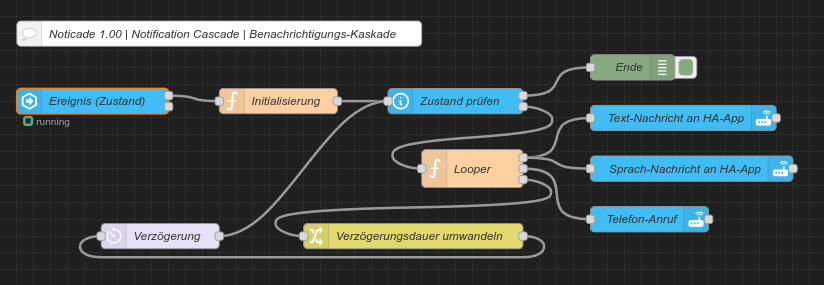 Noticade 1.00 | Notification Cascade | Benachrichtigungs-Kaskade
Ende
Ereignis (Zustand)
Initialisierung
Zustand prüfen
running
Text-Nachricht an HA-App
Looper
Sprach-Nachricht an HA-App
Telefon-Anruf
Verzögerung
Verzögerungsdauer umwandeln